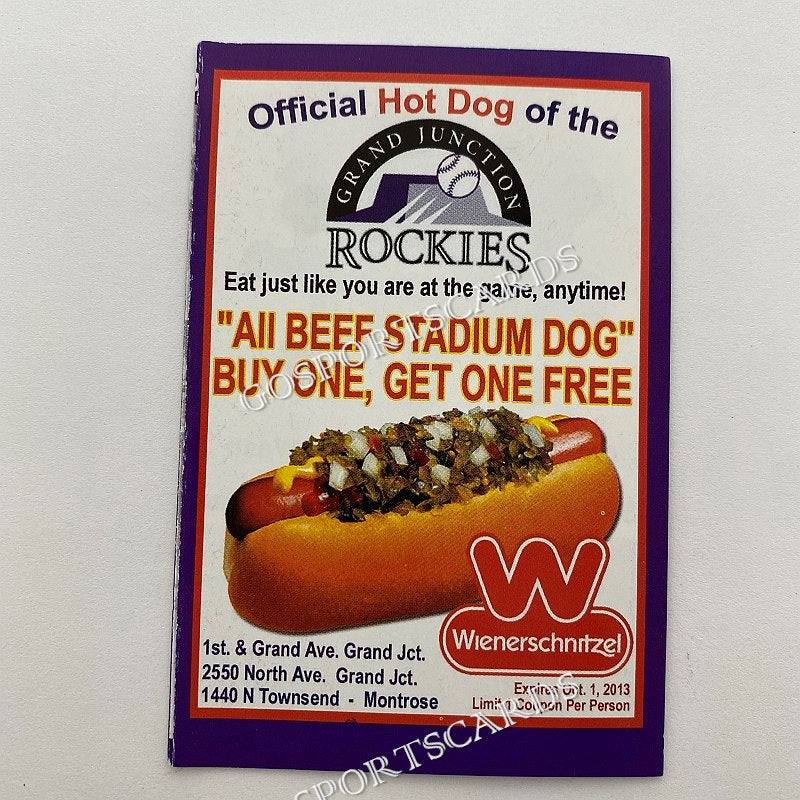 Official Hot Dog of the
GRAND JUNCTION
ROCKIES
Eat just like you are at the game, anytime!
"All BEEF STADIUM DOG"
BUY ONE, GET ONE FREE
GOSPORTSCARDS
W
Wienerschnitzel
1st. & Grand Ave. Grand Jct.
2550 North Ave. Grand Jct.
1440 N Townsend - Montrose
Expires Oct. 1, 2013
Limit 1 Coupon Per Person
OSPORTSCARDS